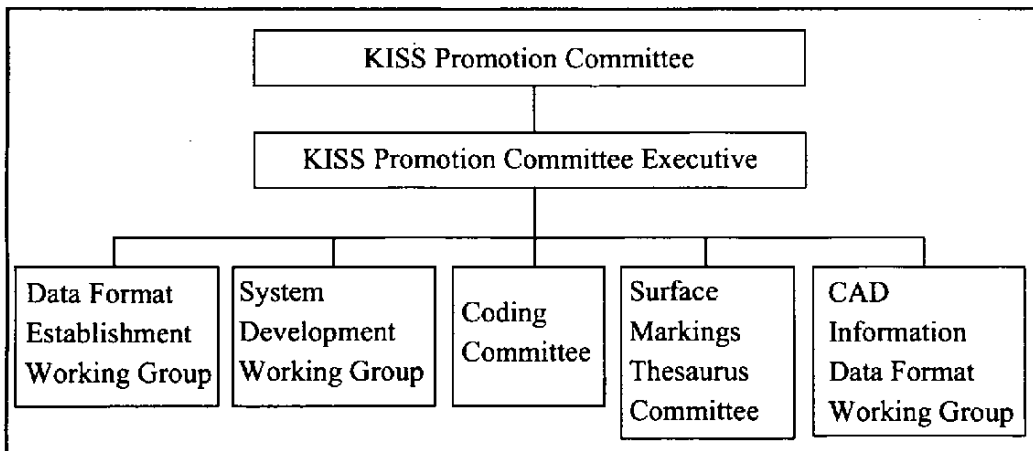 KISS Promotion Committee
KISS Promotion Committee Executive
Data Format
Establishment
Working Group
System
Development
Working Group
Coding
Committee
Surface
Markings
Thesaurus
Committee
CAD
Information
Data Format
Working Group